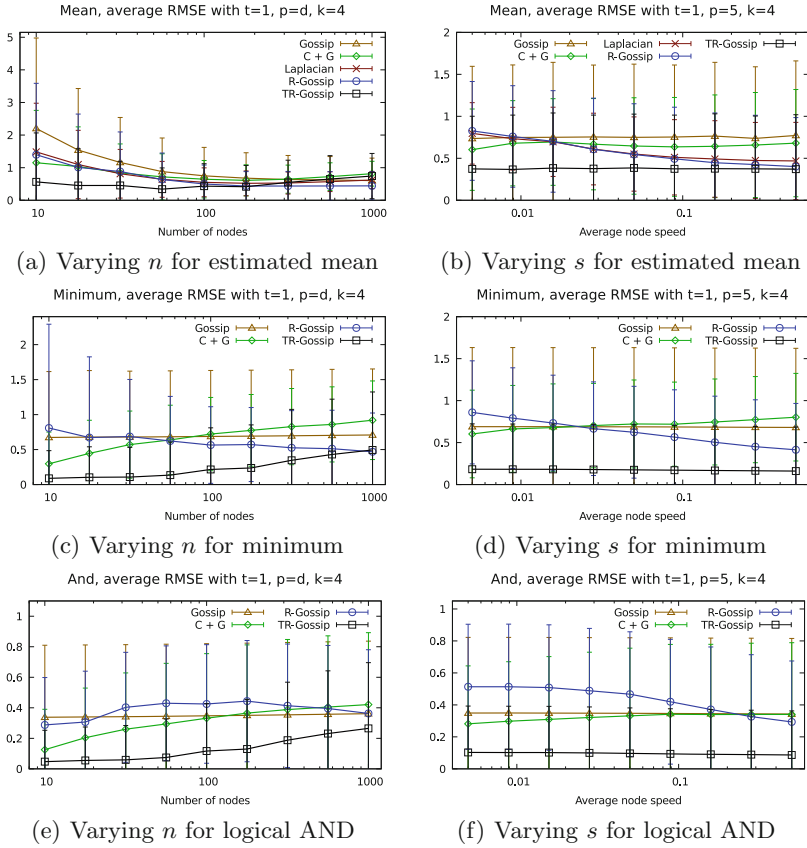 Mean, average RMSE with t=1, p=d, k=4
5
4
3
2
1
0
10
100
1000
Gossip
C + G
Laplacian
R-Gossip
TR-Gossip
Number of nodes
(a) Varying n for estimated mean
Mean, average RMSE with t=1, p=5, k=4
2
1.5
1
0.5
0
0.01
0.1
Gossip
C + G
Laplacian
R-Gossip
TR-Gossip
Average node speed
(b) Varying s for estimated mean
Minimum, average RMSE with t=1, p=d, k=4
2
1.5
1
0.5
0
10
100
1000
Gossip
C + G
R-Gossip
TR-Gossip
Number of nodes
(c) Varying n for minimum
Minimum, average RMSE with t=1, p=5, k=4
2
1.5
1
0.5
0
0.01
0.1
Gossip
C + G
R-Gossip
TR-Gossip
Average node speed
(d) Varying s for minimum
And, average RMSE with t=1, p=d, k=4
1
0.8
0.6
0.4
0.2
0
10
100
1000
Gossip
C + G
R-Gossip
TR-Gossip
Number of nodes
(e) Varying n for logical AND
And, average RMSE with t=1, p=5, k=4
1
0.8
0.6
0.4
0.2
0
0.01
0.1
Gossip
C + G
R-Gossip
TR-Gossip
Average node speed
(f) Varying s for logical AND